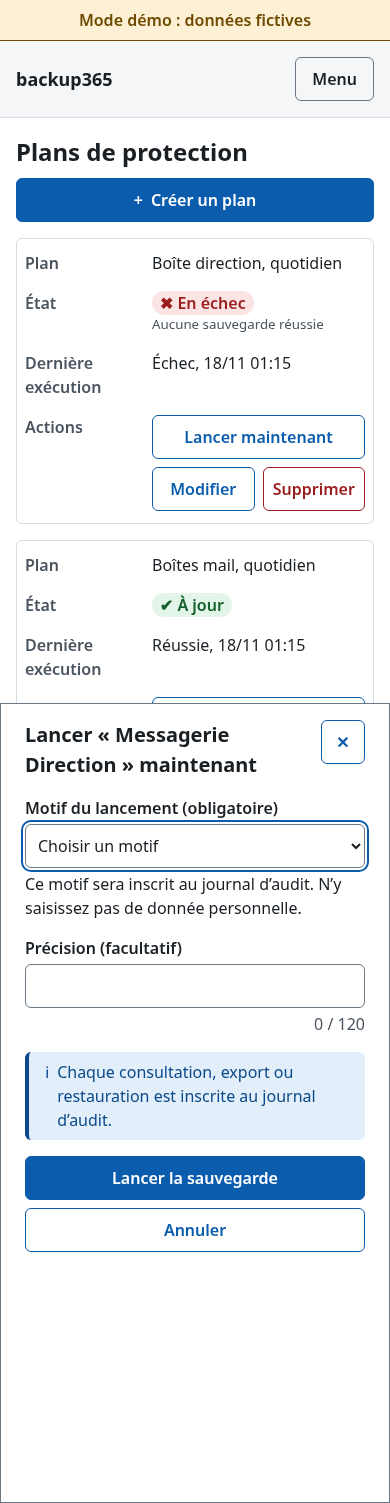 Mode démo : données fictives
backup365
Menu
Plans de protection
+ Créer un plan
Plan
Boîte direction, quotidien
État
✖ En échec
Aucune sauvegarde réussie
Dernière
exécution
Échec, 18/11 01:15
Actions
Lancer maintenant
Modifier
Supprimer
Plan
Boîtes mail, quotidien
État
✔ À jour
Dernière
exécution
Réussie, 18/11 01:15
Lancer « Messagerie
Direction » maintenant
✕
Motif du lancement (obligatoire)
Choisir un motif
Ce motif sera inscrit au journal d’audit. N’y
saisissez pas de donnée personnelle.
Précision (facultatif)
0 / 120
i Chaque consultation, export ou
restauration est inscrite au journal
d’audit.
Lancer la sauvegarde
Annuler